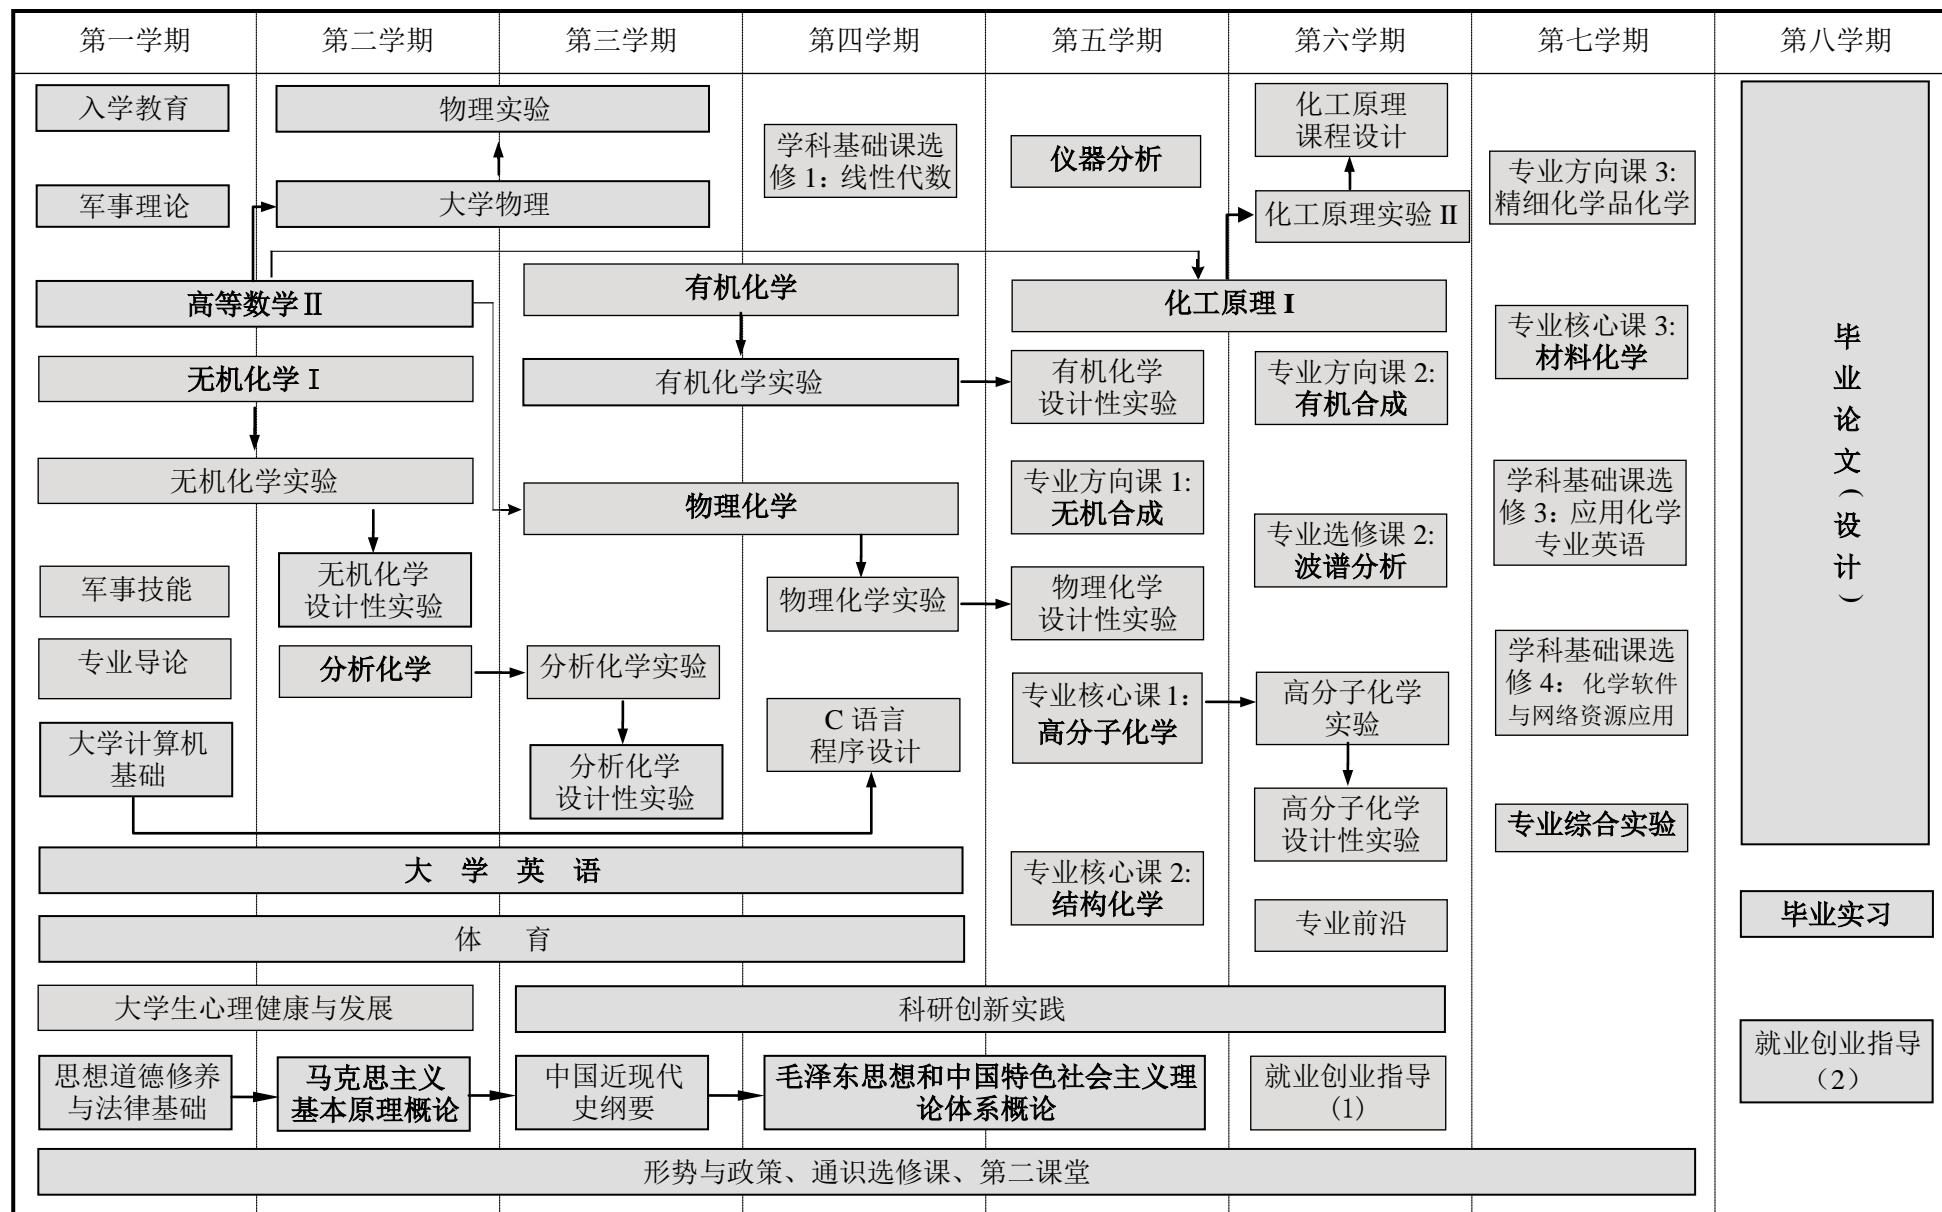 第一学期
第二学期
第三学期
第四学期
第五学期
第六学期
第七学期
第八学期
入学教育
军事理论
高等数学Ⅱ
无机化学Ⅰ
无机化学实验
军事技能
专业导论
大学计算机
基础
物理实验
大学物理
无机化学
设计性实验
分析化学
有机化学
有机化学实验
物理化学
分析化学实验
分析化学
设计性实验
学科基础课选
修 1: 线性代数
物理化学实验
C 语言
程序设计
大 学 英 语
体 育
大学生心理健康与发展
思想道德修养
与法律基础
马克思主义
基本原理概论
中国近现代
史纲要
毛泽东思想和中国特色社会主义理
论体系概论
科研创新实践
仪器分析
化工原理 I
有机化学
设计性实验
专业方向课 1:
无机合成
物理化学
设计性实验
专业核心课 1:
高分子化学
专业核心课 2:
结构化学
化工原理
课程设计
化工原理实验 II
专业方向课 2:
有机合成
专业选修课 2:
波谱分析
高分子化学
实验
高分子化学
设计性实验
专业前沿
就业创业指导
(1)
专业方向课 3:
精细化学品化学
专业核心课 3:
材料化学
学科基础课选
修 3: 应用化学
专业英语
学科基础课选
修 4: 化学软件
与网络资源应用
专业综合实验
毕业论文(设计)
毕业实习
就业创业指导
（2）
形势与政策、通识选修课、第二课堂